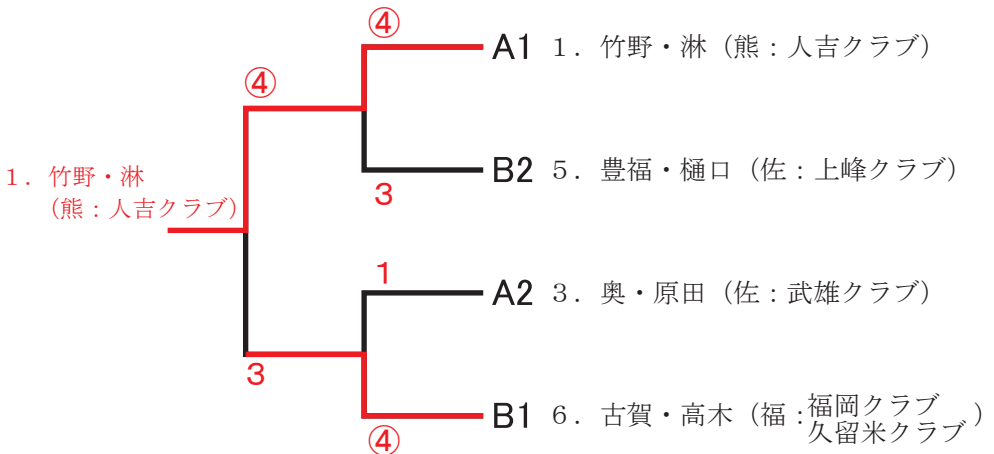 ④
A1 1．竹野・淋（熊：人吉クラブ）
④
1．竹野・淋
（熊：人吉クラブ）
B2 5．豊福・樋口（佐：上峰クラブ）
3
1
A2 3．奥・原田（佐：武雄クラブ）
3
B1 6．古賀・高木（福：福岡クラブ
久留米クラブ）
④